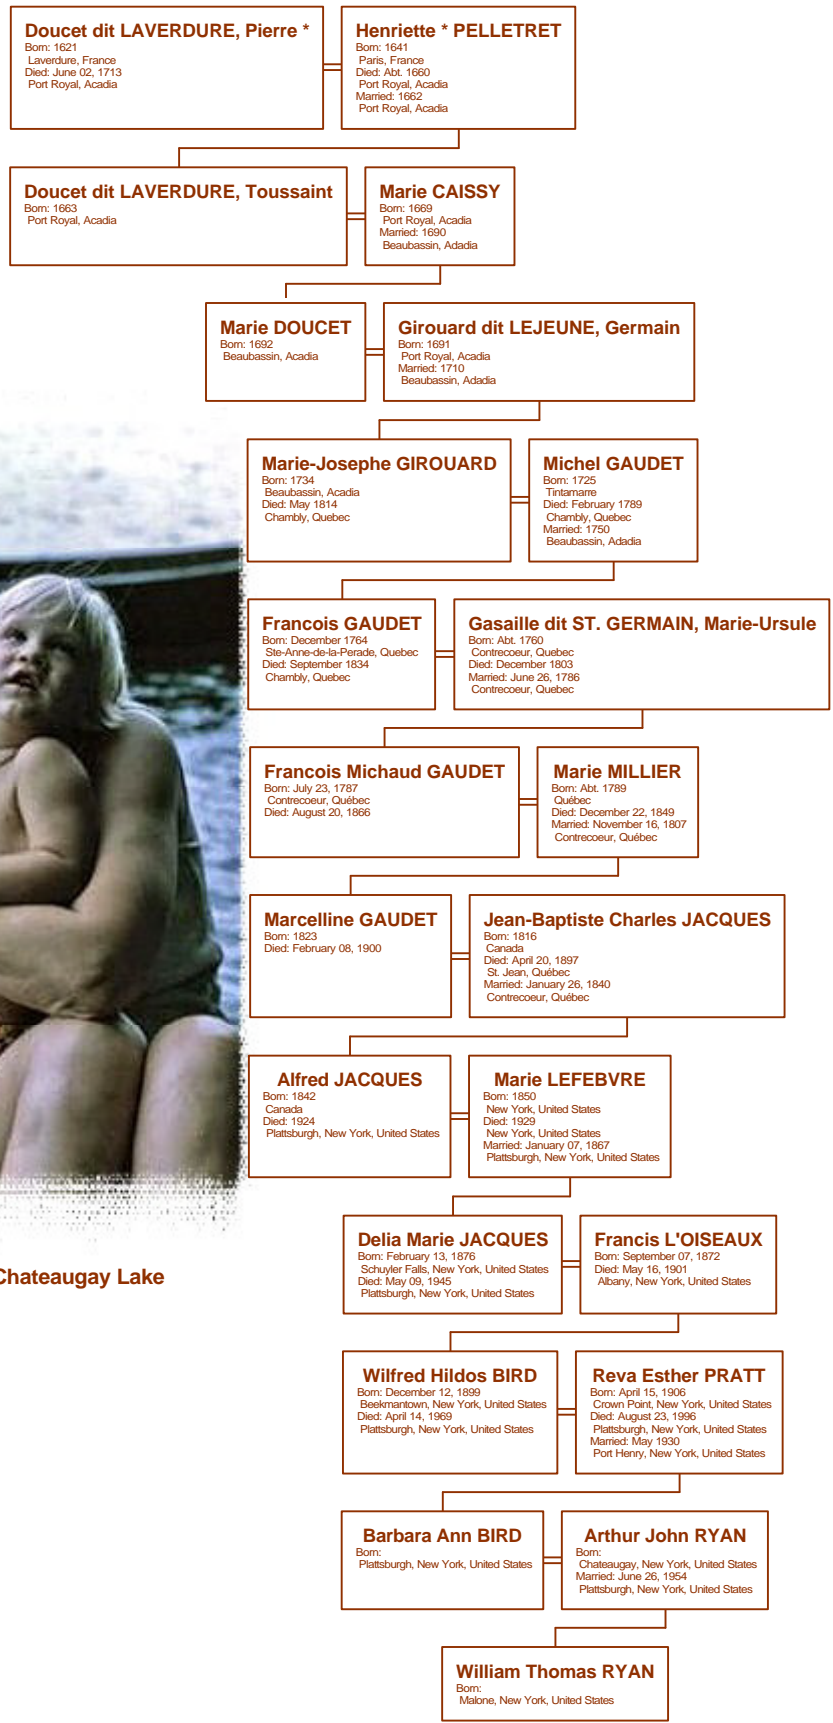 Doucet dit LAVERDURE, Pierre *
Born: 1621
Laverdure, France
Died: June 02, 1713
Port Royal, Acadia
Henriette * PELLETRET
Born: 1641
Paris, France
Died: Abt. 1660
Port Royal, Acadia
Married: 1662
Port Royal, Acadia
Doucet dit LAVERDURE, Toussaint
Born: 1663
Port Royal, Acadia
Marie CAISSY
Born: 1669
Port Royal, Acadia
Married: 1690
Beaubassin, Adadia
Marie DOUCET
Born: 1692
Beaubassin, Acadia
Girouard dit LEJEUNE, Germain
Born: 1691
Port Royal, Acadia
Married: 1710
Beaubassin, Adadia
Marie-Josephe GIROUARD
Born: 1734
Beaubassin, Acadia
Died: May 1814
Chambly, Quebec
Michel GAUDET
Born: 1725
Tintamarre
Died: February 1789
Chambly, Quebec
Married: 1750
Beaubassin, Adadia
Francois GAUDET
Born: December 1764
Ste-Anne-de-la-Perade, Quebec
Died: September 1834
Chambly, Quebec
Gasaille dit ST. GERMAIN, Marie-Ursule
Born: Abt. 1760
Contrecoeur, Quebec
Died: December 1803
Married: June 26, 1786
Contrecoeur, Quebec
Francois Michaud GAUDET
Born: July 23, 1787
Contrecoeur, Québec
Died: August 20, 1866
Marie MILLIER
Born: Abt. 1789
Québec
Died: December 22, 1849
Married: November 16, 1807
Contrecoeur, Québec
Marcelline GAUDET
Born: 1823
Died: February 08, 1900
Jean-Baptiste Charles JACQUES
Born: 1816
Canada
Died: April 20, 1897
St. Jean, Québec
Married: January 26, 1840
Contrecoeur, Québec
Alfred JACQUES
Born: 1842
Canada
Died: 1924
Plattsburgh, New York, United States
Marie LEFEBVRE
Born: 1850
New York, United States
Died: 1929
New York, United States
Married: January 07, 1867
Plattsburgh, New York, United States
Delia Marie JACQUES
Born: February 13, 1876
Schuyler Falls, New York, United States
Died: May 09, 1945
Plattsburgh, New York, United States
Francis L'OISEAUX
Born: September 07, 1872
Died: May 16, 1901
Albany, New York, United States
Chateaugay Lake
Wilfred Hildos BIRD
Born: December 12, 1899
Beekmantown, New York, United States
Died: April 14, 1969
Plattsburgh, New York, United States
Reva Esther PRATT
Born: April 15, 1906
Crown Point, New York, United States
Died: August 23, 1996
Plattsburgh, New York, United States
Married: May 1930
Port Henry, New York, United States
Barbara Ann BIRD
Born:
Plattsburgh, New York, United States
Arthur John RYAN
Born:
Chateaugay, New York, United States
Married: June 26, 1954
Plattsburgh, New York, United States
William Thomas RYAN
Born:
Malone, New York, United States